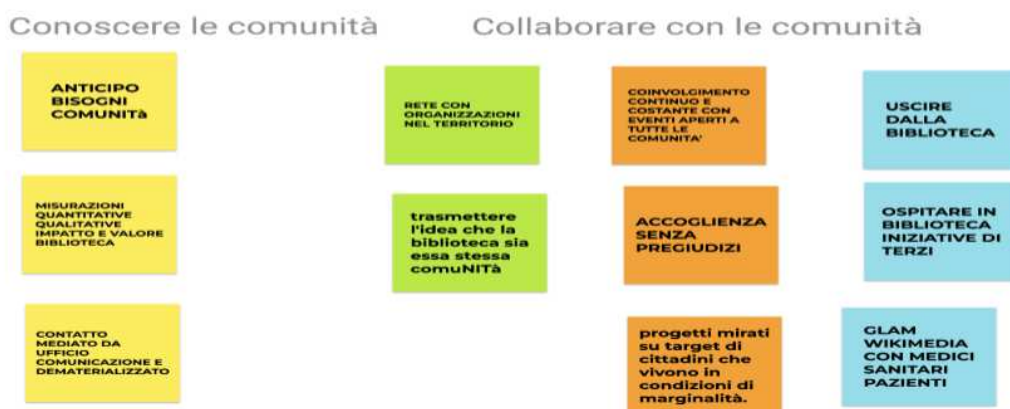 Conoscere le comunità
ANTICIPO
BISOGNI
COMUNITà
MISURAZIONI
QUANTITATIVE
QUALITATIVE
IMPATTO E VALORE
BIBLIOTECA
CONTATTO
MEDIATO DA
UFFICIO
COMUNICAZIONE E
DEMATERIALIZZATO
Collaborare con le comunità
RETE CON
ORGANIZZAZIONI
NEL TERRITORIO
trasmettere
l'idea che la
biblioteca sia
essa stessa
comuNITà
COINVOLGIMENTO
CONTINUO E
COSTANTE CON
EVENTI APERTI A
TUTTE LE
COMUNITA'
ACCOGLIENZA
SENZA
PREGIUDIZI
progetti mirati
su target di
cittadini che
vivono in
condizioni di
marginalità.
USCIRE
DALLA
BIBLIOTECA
OSPITARE IN
BIBLIOTECA
INIZIATIVE DI
TERZI
GLAM
WIKIMEDIA
CON MEDICI
SANITARI
PAZIENTI